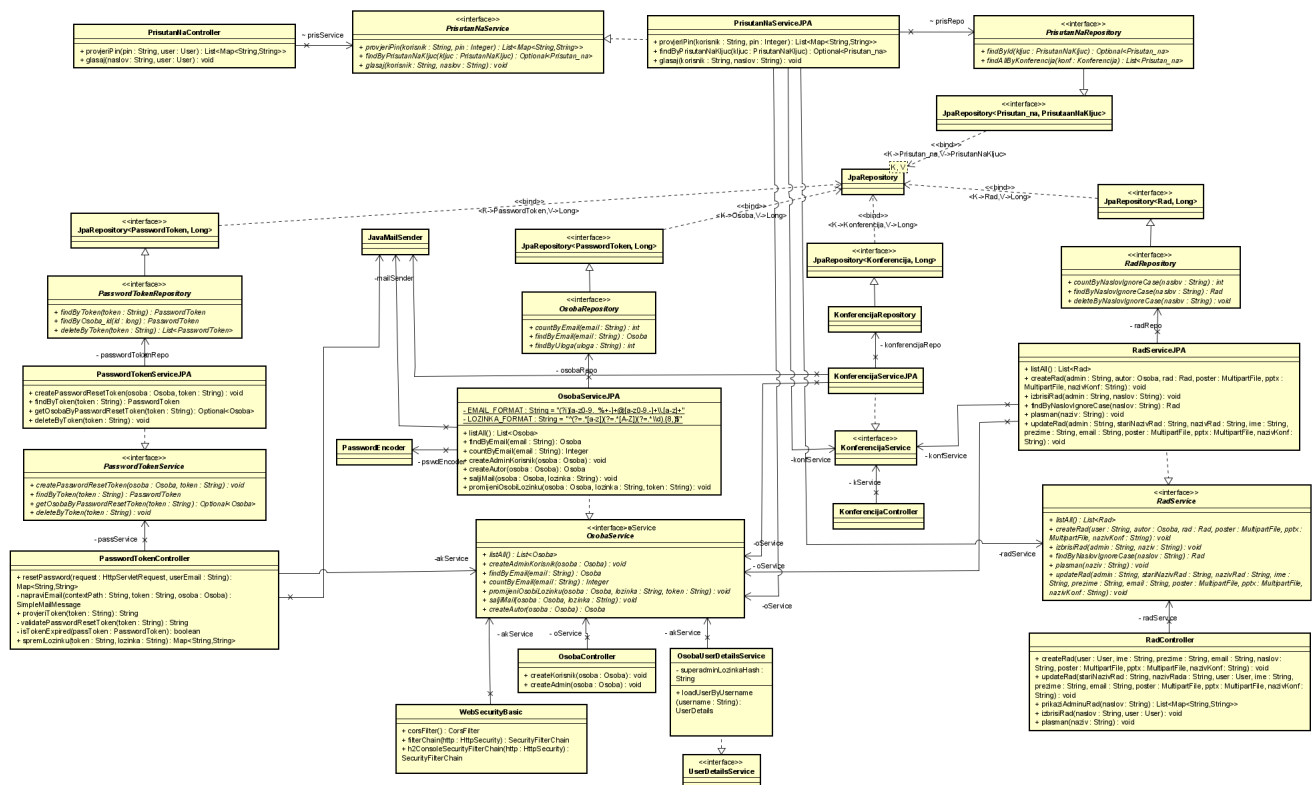 PrisutanNaController
+ provjeriPin(pin : String, user : User) : List<Map<String,String>>
+ glasaj(naslov : String, user : User) : void
~ prisService
<<interface>>
PrisutanNaService
+ provjeriPin(korisnik : String, pin : Integer) : List<Map<String,String>>
+ findByPrisutanNaKljuc(kljuc : PrisutanNaKljuc) : Optional<Prisutan_na>
+ glasaj(korisnik : String, naslov : String) : void
PrisutanNaServiceJPA
+ provjeriPin(korisnik : String, pin : Integer) : List<Map<String,String>>
+ findByPrisutanNaKljuc(kljuc : PrisutanNaKljuc) : Optional<Prisutan_na>
+ glasaj(korisnik : String, naslov : String) : void
~ prisRepo
<<interface>>
PrisutanNaRepository
+ findById(kljuc : PrisutanNaKljuc) : Optional<Prisutan_na>
+ findAllByKonferencija(konf : Konferencija) : List<Prisutan_na>
<<interface>>
JpaRepository<Prisutan_na, PrisutaanNaKljuc>
<<bind>>
<K->Prisutan_na,V->PrisutanNaKljuc>
K, V
JpaRepository
<<bind>>
<K->PasswordToken,V->Long>
<<bind>>
<K->Osoba,V->Long>
<<bind>>
<K->Konferencija,V->Long>
<<bind>>
<K->Rad,V->Long>
<<interface>>
JpaRepository<PasswordToken, Long>
<<interface>>
PasswordTokenRepository
+ findByToken(token : String) : PasswordToken
+ findByOsoba_id(id : long) : PasswordToken
+ deleteByToken(token : String) : List<PasswordToken>
- passwordTokenRepo
PasswordTokenServiceJPA
+ createPasswordResetToken(osoba : Osoba, token : String) : void
+ findByToken(token : String) : PasswordToken
+ getOsobaByPasswordResetToken(token : String) : Optional<Osoba>
+ deleteByToken(token : String) : void
<<interface>>
PasswordTokenService
+ createPasswordResetToken(osoba : Osoba, token : String) : void
+ findByToken(token : String) : PasswordToken
+ getOsobaByPasswordResetToken(token : String) : Optional<Osoba>
+ deleteByToken(token : String) : void
- passService
PasswordTokenController
+ resetPassword(request : HttpServletRequest, userEmail : String) :
Map<String,String>
- napraviEmail(contextPath : String, token : String, osoba : Osoba) :
SimpleMailMessage
+ provjeriToken(token : String) : String
- validatePasswordResetToken(token : String) : String
- isTokenExpired(passToken : PasswordToken) : boolean
+ spremiLozinku(token : String, lozinka : String) : Map<String,String>
JavaMailSender
-mailSender
<<interface>>
JpaRepository<PasswordToken, Long>
<<interface>>
OsobaRepository
+ countByEmail(email : String) : int
+ findByEmail(email : String) : Osoba
+ findByUloga(uloga : String) : int
- osobaRepo
OsobaServiceJPA
+ listAll() : List<Osoba>
+ findByEmail(email : String) : Osoba
+ countByEmail(email : String) : Integer
+ createAdminKorisnik(osoba : Osoba) : void
+ createAutor(osoba : Osoba) : Osoba
+ saljiMail(osoba : Osoba, lozinka : String) : void
+ promijeniOsobiLozinku(osoba : Osoba, lozinka : String, token : String) : void
PasswordEncoder
- pswdEncoder
<<interface>>
OsobaService
+ listAll() : List<Osoba>
+ createAdminKorisnik(osoba : Osoba) : void
+ findByEmail(email : String) : Osoba
+ countByEmail(email : String) : Integer
+ promijeniOsobiLozinku(osoba : Osoba, lozinka : String, token : String) : void
+ saljiMail(osoba : Osoba, lozinka : String) : void
+ createAutor(osoba : Osoba) : Osoba
-akService
-oService
- oService
-oService
- akService
- oService
- akService
OsobaController
+ createKorisnik(osoba : Osoba) : void
+ createAdmin(osoba : Osoba) : void
OsobaUserDetailsService
- superadminLozinkaHash :
String
+ loadUserByUsername
(username : String) :
UserDetails
WebSecurityBasic
+ corsFilter() : CorsFilter
+ filterChain(http : HttpSecurity) : SecurityFilterChain
+ h2ConsoleSecurityFilterChain(http : HttpSecurity) :
SecurityFilterChain
<<interface>>
UserDetailsService
<<interface>>
JpaRepository<Konferencija, Long>
KonferencijaRepository
- konferencijaRepo
KonferencijaServiceJPA
<<interface>>
KonferencijaService
-konfService
- konfService
- kService
KonferencijaController
<<interface>>
JpaRepository<Rad, Long>
<<interface>>
RadRepository
+ countByNaslovIgnoreCase(naslov : String) : int
+ findByNaslovIgnoreCase(naslov : String) : Rad
+ deleteByNaslovIgnoreCase(naslov : String) : void
- radRepo
RadServiceJPA
+ listAll() : List<Rad>
+ createRad(admin : String, autor : Osoba, rad : Rad, poster : MultipartFile, pptx :
MultipartFile, nazivKonf : String) : void
+ izbrisiRad(admin : String, naslov : String) : void
+ findByNaslovIgnoreCase(naslov : String) : Rad
+ plasman(naziv : String) : void
+ updateRad(admin : String, stariNazivRad : String, nazivRad : String, ime : String,
prezime : String, email : String, poster : MultipartFile, pptx : MultipartFile, nazivKonf :
String) : void
<<interface>>
RadService
+ listAll() : List<Rad>
+ createRad(user : String, autor : Osoba, rad : Rad, poster : MultipartFile, pptx :
MultipartFile, nazivKonf : String) : void
+ izbrisiRad(admin : String, naziv : String) : void
+ findByNaslovIgnoreCase(naslov : String) : Rad
+ plasman(naziv : String) : void
+ updateRad(admin : String, stariNazivRad : String, nazivRad : String, ime :
String, prezime : String, email : String, poster : MultipartFile, pptx : MultipartFile,
nazivKonf : String) : void
-radService
- radService
RadController
+ createRad(user : User, ime : String, prezime : String, email : String, naslov :
String, poster : MultipartFile, pptx : MultipartFile, nazivKonf : String) : void
+ updateRad(stariNazivRad : String, nazivRada : String, user : User, ime : String,
prezime : String, email : String, poster : MultipartFile, pptx : MultipartFile, nazivKonf :
String) : void
+ prikaziAdminuRad(naslov : String) : List<Map<String,String>>
+ izbrisiRad(naslov : String, user : User) : void
+ plasman(naziv : String) : void